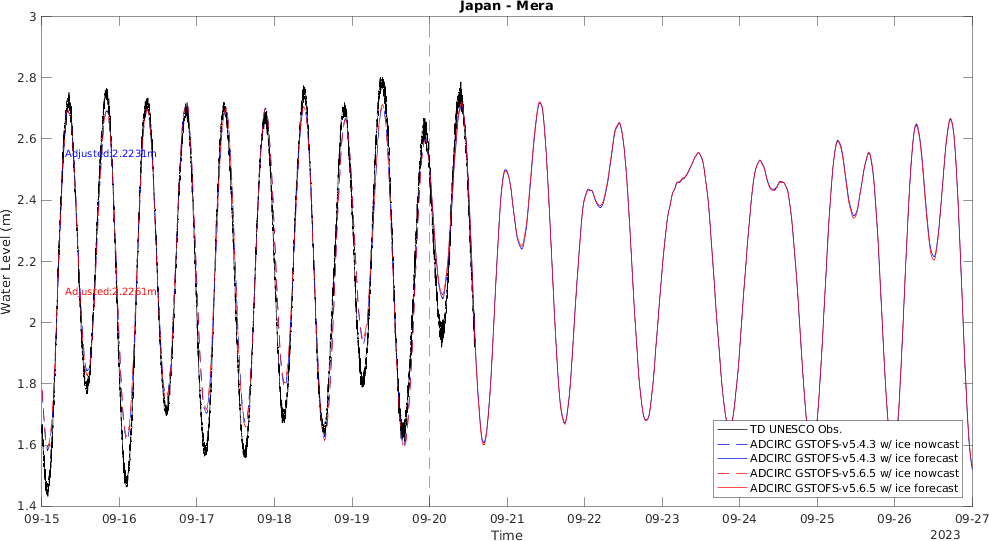 Japan - Mera
3
2.8
2.6
2.4
2.2
2
1.8
1.6
1.4
Water Level (m)
Adjusted:2.2231m
Adjusted:2.2261m
TD UNESCO Obs.
ADCIRC GSTOFS-v5.4.3 w/ ice nowcast
ADCIRC GSTOFS-v5.4.3 w/ ice forecast
ADCIRC GSTOFS-v5.6.5 w/ ice nowcast
ADCIRC GSTOFS-v5.6.5 w/ ice forecast
09-15 09-16 09-17 09-18 09-19 09-20 09-21 09-22 09-23 09-24 09-25 09-26 09-27
Time
2023